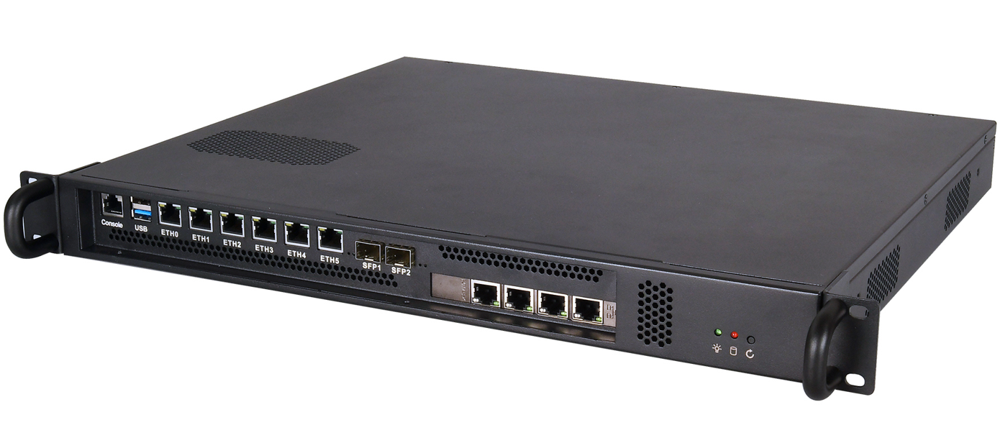 Console
USB
ETH0
ETH1
ETH2
ETH3
ETH4
ETH5
SFP1
SFP2